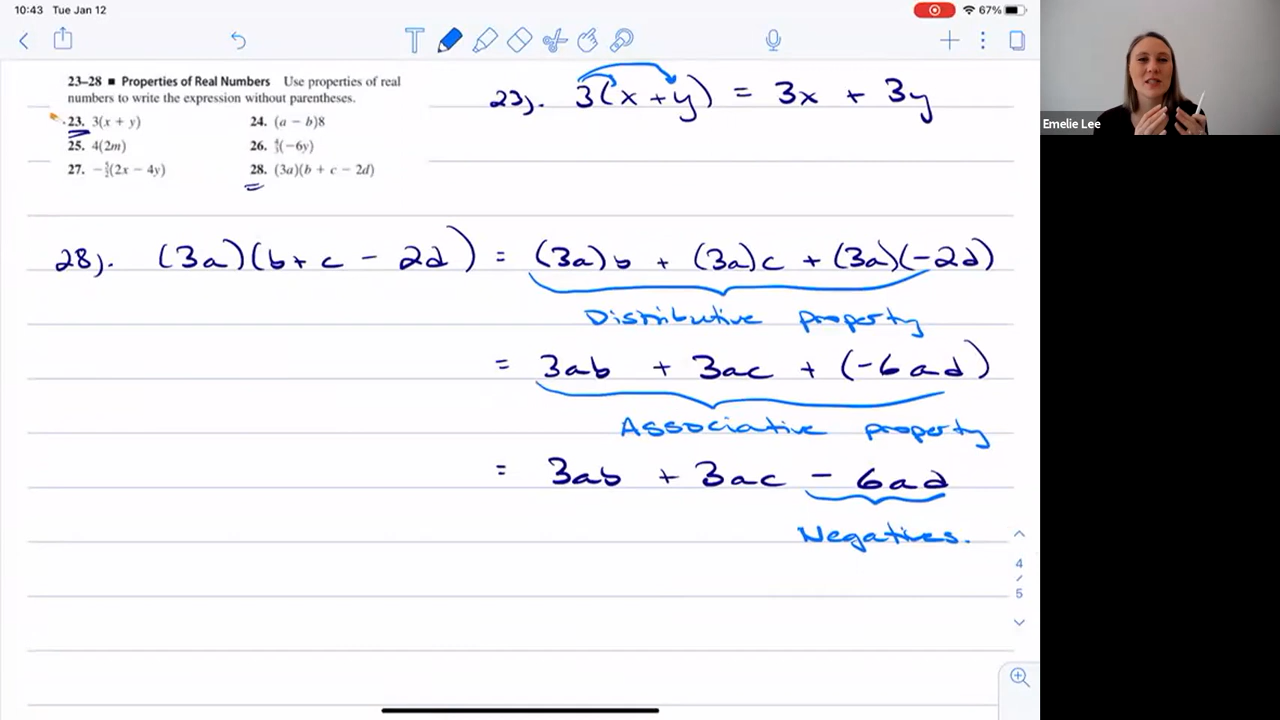 10:43 Tue Jan 12
67%
23–28 ■ Properties of Real Numbers Use properties of real
numbers to write the expression without parentheses.
23. 3(x + y)
24. (a − b)8
25. 4(2m)
26. (−6y)
27. (2x − 4y)
28. (3a)(b + c − 2d)
23). 3(x + y) = 3x + 3y
Emelie Lee
28). (3a)(b + c − 2d) = (3a)b + (3a)c + (3a)(−2d)
Distributive property
= 3ab + 3ac + (−6ad)
Associative property
= 3ab + 3ac − 6ad
Negatives.
4
/
5